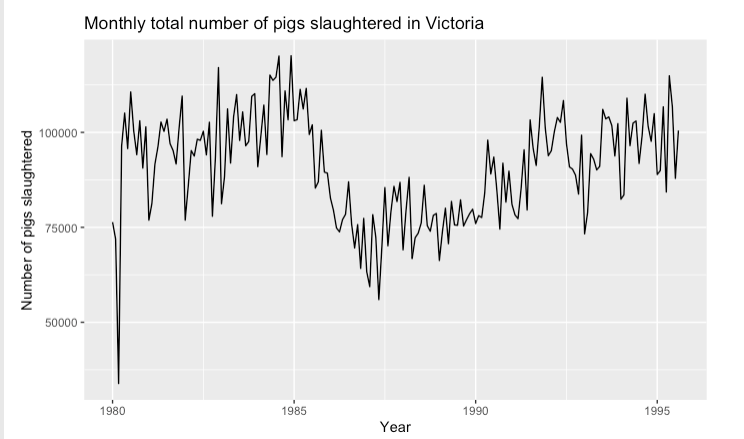 Monthly total number of pigs slaughtered in Victoria
Number of pigs slaughtered
100000
75000
50000
1980
1985
1990
1995
Year